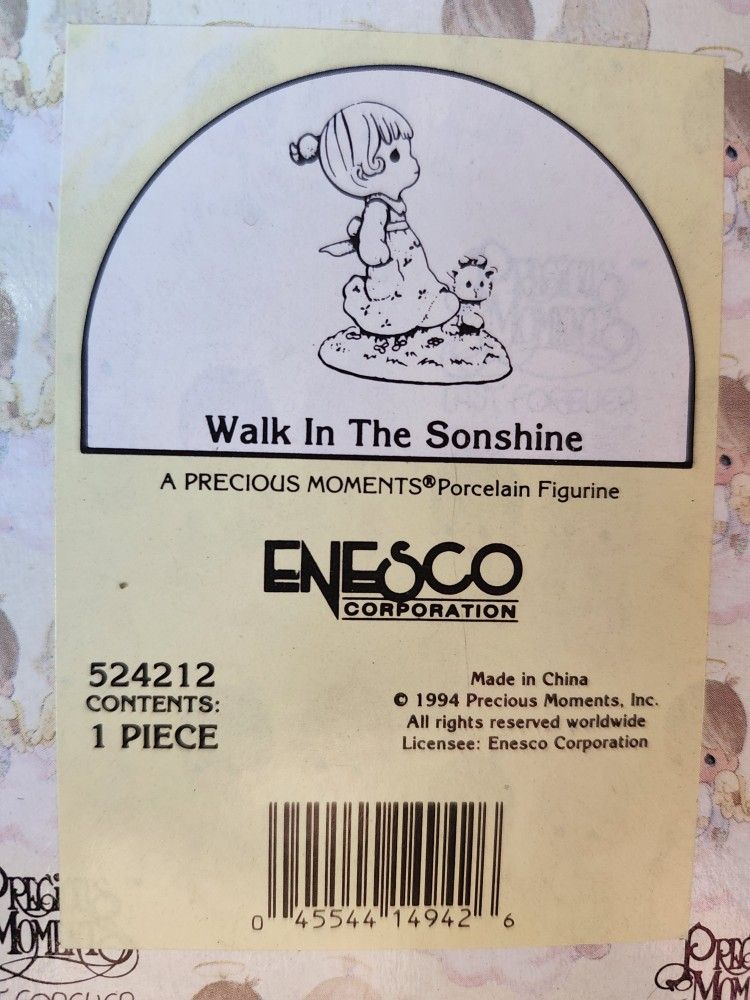 Walk In The Sonshine
A PRECIOUS MOMENTS® Porcelain Figurine
ENESCO
CORPORATION
524212
CONTENTS:
1 PIECE
Made in China
© 1994 Precious Moments, Inc.
All rights reserved worldwide
Licensee: Enesco Corporation
0 45544 14942 6